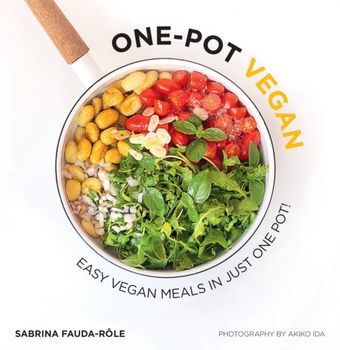 ONE-POT VEGAN
EASY VEGAN MEALS IN JUST ONE POT!
SABRINA FAUDA-RÔLE
PHOTOGRAPHY BY AKIKO IDA